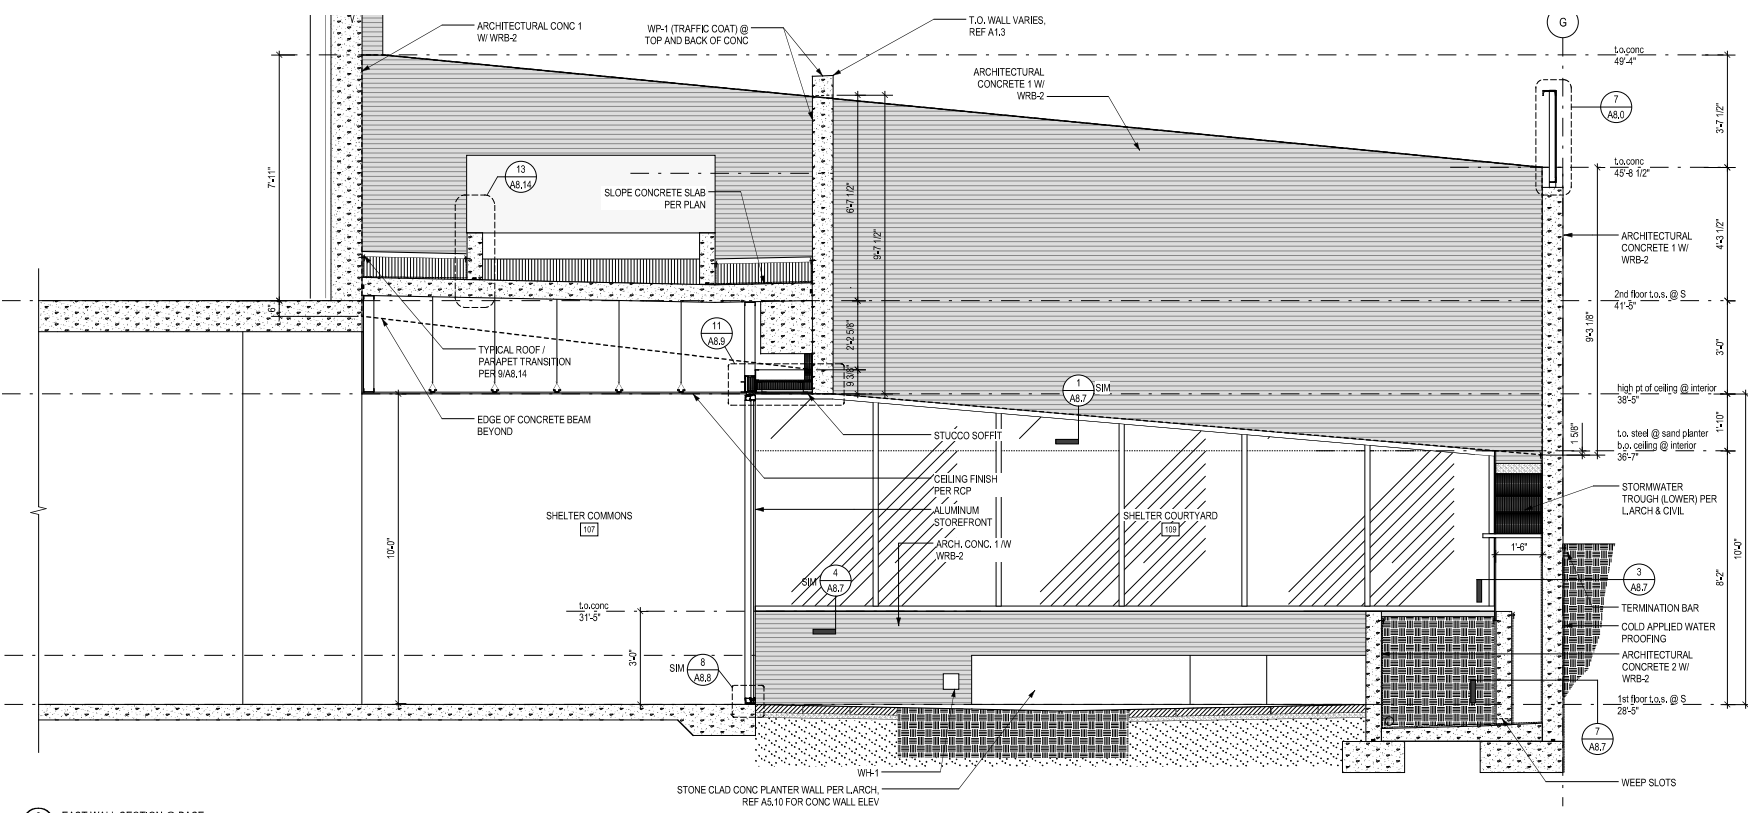 ARCHITECTURAL CONC 1
W/ WRB-2
WP-1 (TRAFFIC COAT) @
TOP AND BACK OF CONC
T.O. WALL VARIES,
REF A1.3
G
t.o.conc
49'-4"
ARCHITECTURAL
CONCRETE 1 W/
WRB-2
7
A8.0
3'-7 1/2"
7'-11"
13
A8.14
SLOPE CONCRETE SLAB
PER PLAN
6'-7 1/2"
9'-7 1/2"
t.o.conc
45'-8 1/2"
4'-3 1/2"
ARCHITECTURAL
CONCRETE 1 W/
WRB-2
2nd floor t.o.s. @ S
41'-5"
6"
11
A8.9
2'-2 5/8"
9'-3 1/8"
3'-0"
TYPICAL ROOF /
PARAPET TRANSITION
PER 9/A8.14
9 3/8"
1
A8.7
SIM
high pt of ceiling @ interior
38'-5"
EDGE OF CONCRETE BEAM
BEYOND
STUCCO SOFFIT
1 5/8"
1'-10"
t.o. steel @ sand planter
b.o. ceiling @ interior
36'-7"
CEILING FINISH
PER RCP
STORMWATER
TROUGH (LOWER) PER
L.ARCH & CIVIL
SHELTER COMMONS
107
ALUMINUM
STOREFRONT
SHELTER COURTYARD
109
10'-0"
ARCH. CONC. 1 /W
WRB-2
1'-6"
8'-2"
10'-0"
SIM
4
A8.7
3
A8.7
t.o.conc
31'-5"
TERMINATION BAR
COLD APPLIED WATER
PROOFING
3'-0"
SIM
8
A8.8
ARCHITECTURAL
CONCRETE 2 W/
WRB-2
1st floor t.o.s. @ S
28'-5"
7
A8.7
WH-1
STONE CLAD CONC PLANTER WALL PER L.ARCH,
REF A5.10 FOR CONC WALL ELEV
WEEP SLOTS